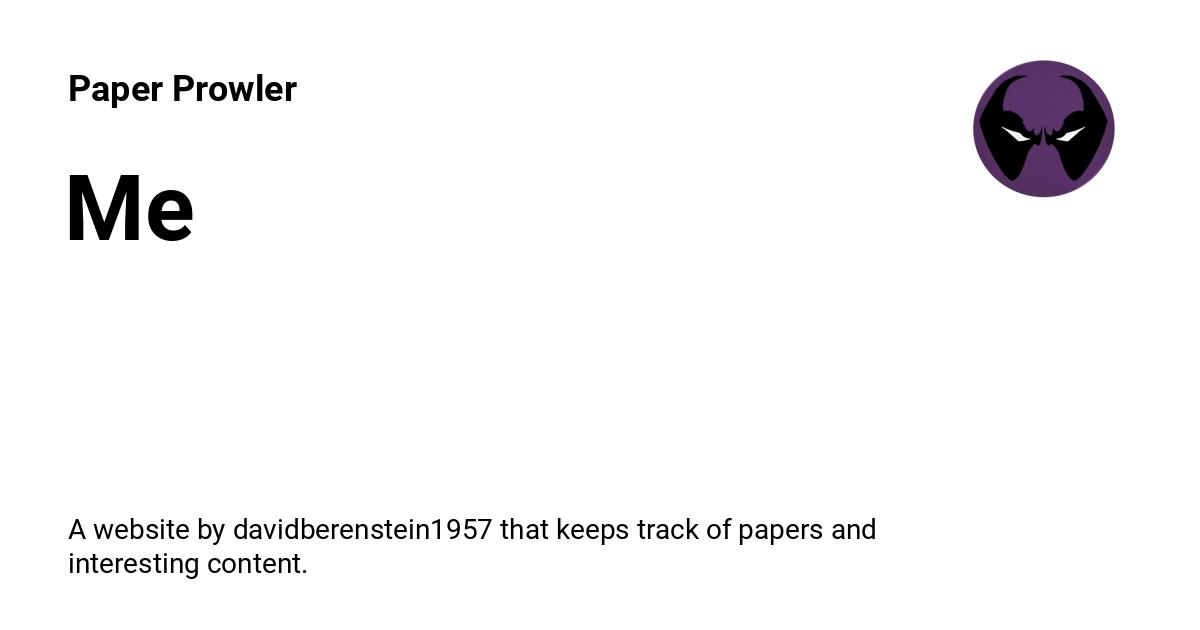 Paper Prowler
Me
A website by davidberenstein1957 that keeps track of papers and
interesting content.